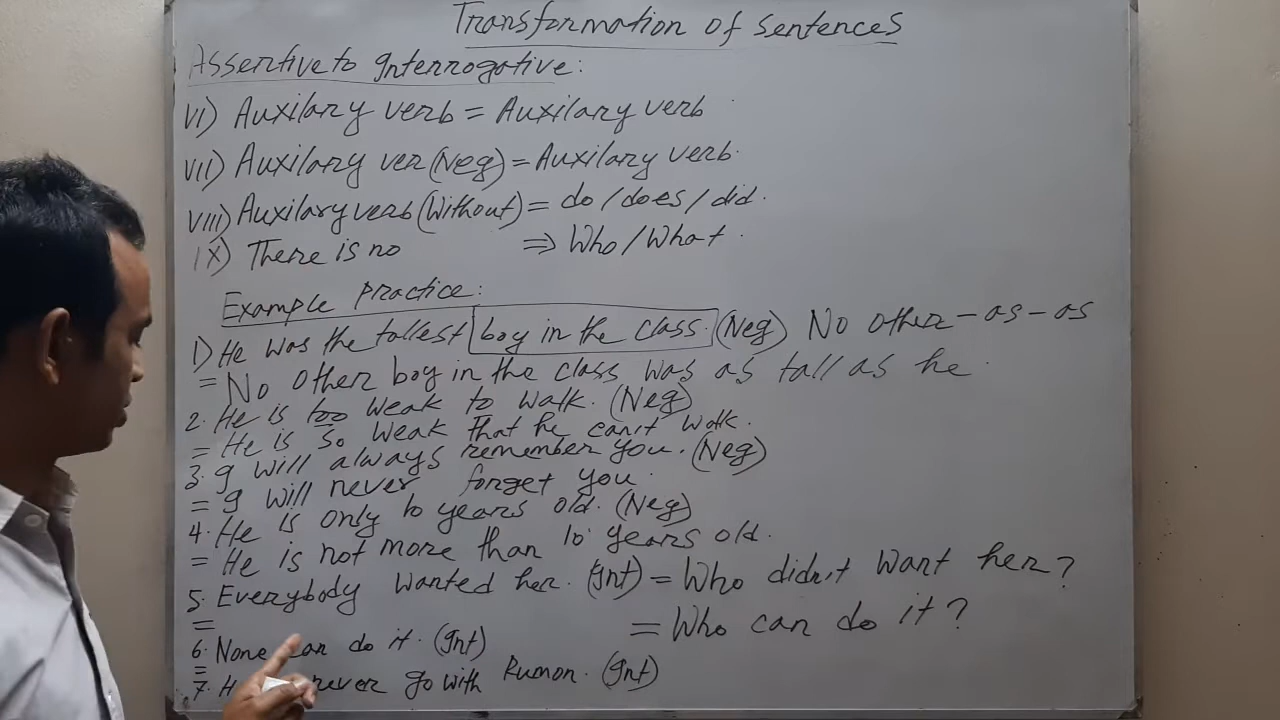 Transformation of Sentences
Assertive to Interrogative:
VI) Auxilary verb = Auxilary verb
VII) Auxilary ver (Neg) = Auxilary verb.
VIII) Auxilary verb (Without) = do/does/did.
IX) There is no ⇒ Who/What.
Example practice:
1) He was the tallest boy in the class. (Neg) No other - as - as
= No other boy in the class was as tall as he.
2. He is too weak to walk. (Neg)
= He is so weak that he can't walk.
3. I will always remember you. (Neg)
= I will never forget you.
4. He is only 10 years old. (Neg)
= He is not more than 10 years old.
5. Everybody wanted her. (Int) = Who didn't want her?
=
6. None can do it. (Int) = Who can do it?
=
7. never go with Rumon. (Int)